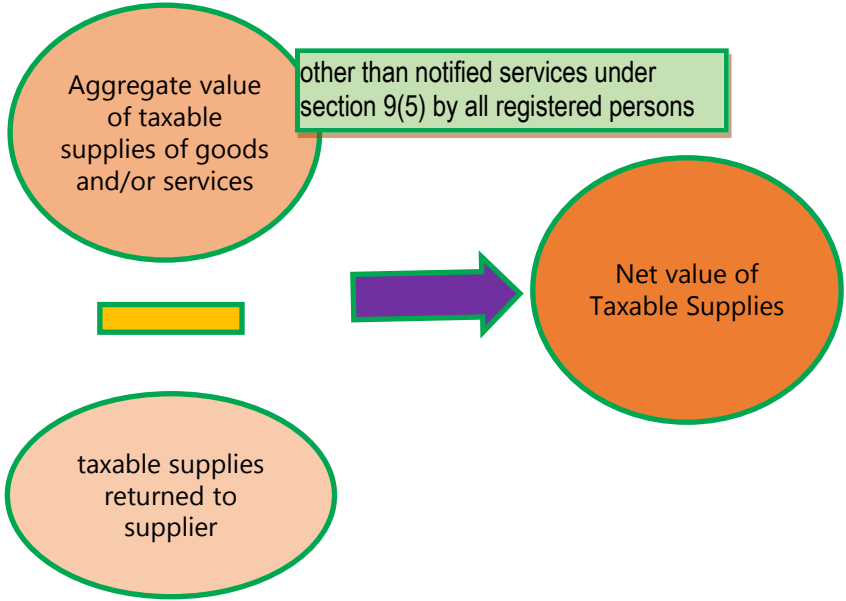 Aggregate value
of taxable
supplies of goods
and/or services
other than notified services under
section 9(5) by all registered persons
Net value of
Taxable Supplies
taxable supplies
returned to
supplier